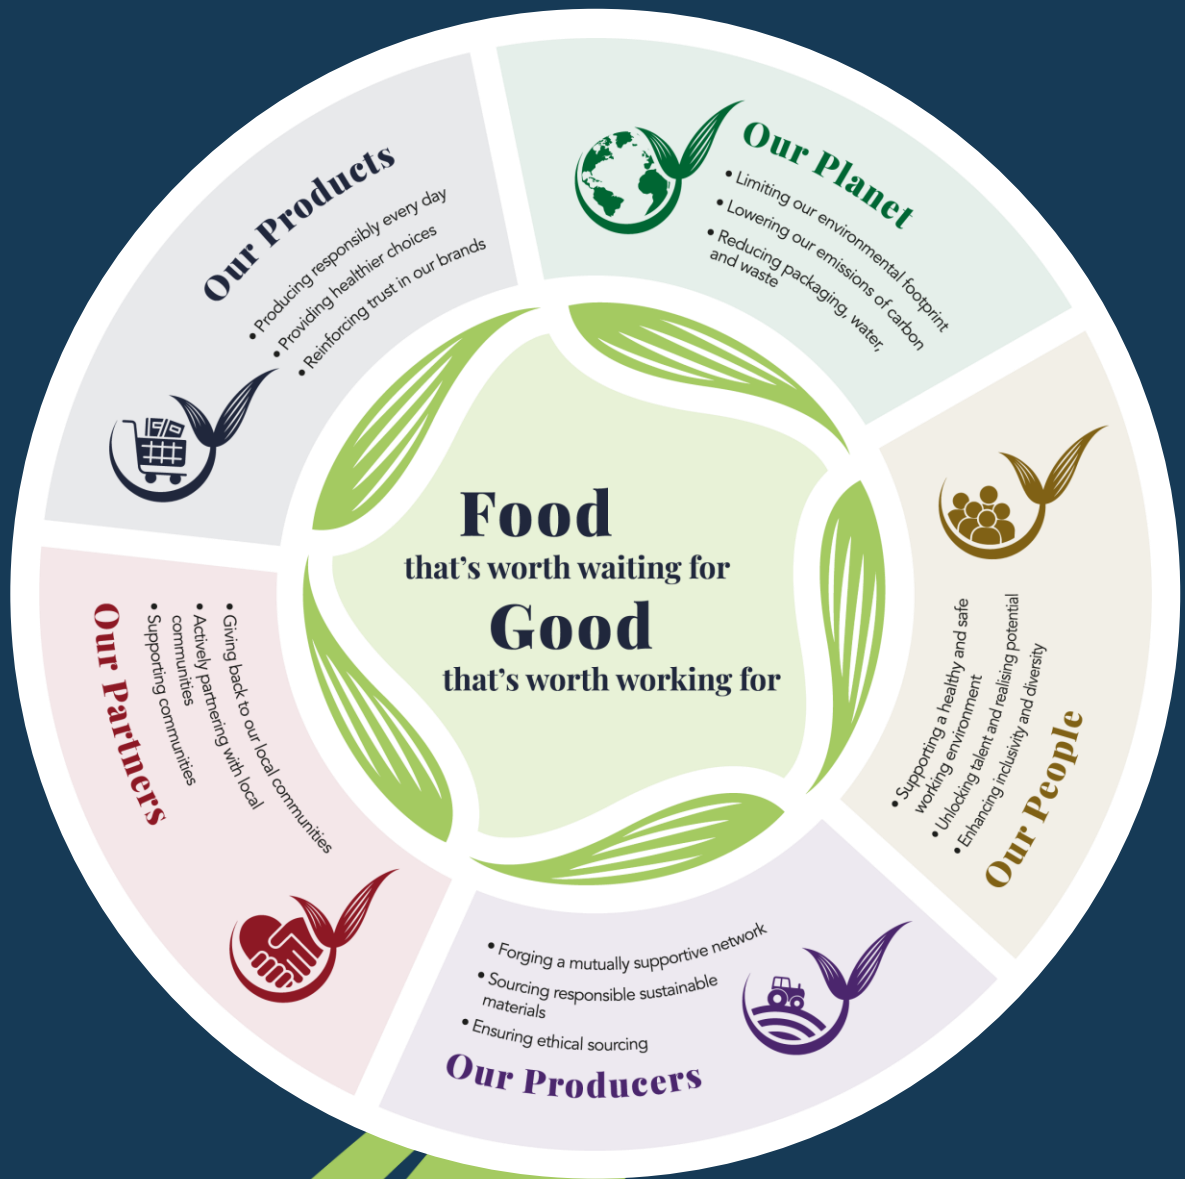 Food
that’s worth waiting for
Good
that’s worth working for
Our Planet
• Limiting our environmental footprint
• Lowering our emissions of carbon
• Reducing packaging, water,
and waste
Our People
• Supporting a healthy and safe
working environment
• Unlocking talent and realising potential
• Enhancing inclusivity and diversity
• Forging a mutually supportive network
• Sourcing responsible sustainable
materials
• Ensuring ethical sourcing
Our Producers
Our Partners
• Giving back to our local communities
• Actively partnering with local
communities
• Supporting communities
Our Products
• Producing responsibly every day
• Providing healthier choices
• Reinforcing trust in our brands